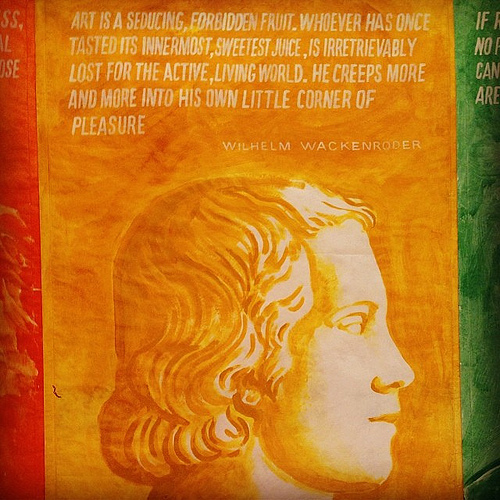 SS,
ART IS A SEDUCING, FORBIDDEN FRUIT. WHOEVER HAS ONCE
TASTED ITS INNERMOST, SWEETEST JUICE, IS IRRETRIEVABLY
LOST FOR THE ACTIVE, LIVING WORLD. HE CREEPS MORE
AND MORE INTO HIS OWN LITTLE CORNER OF
PLEASURE
WILHELM WACKENRODER
IF
CAN
ARE